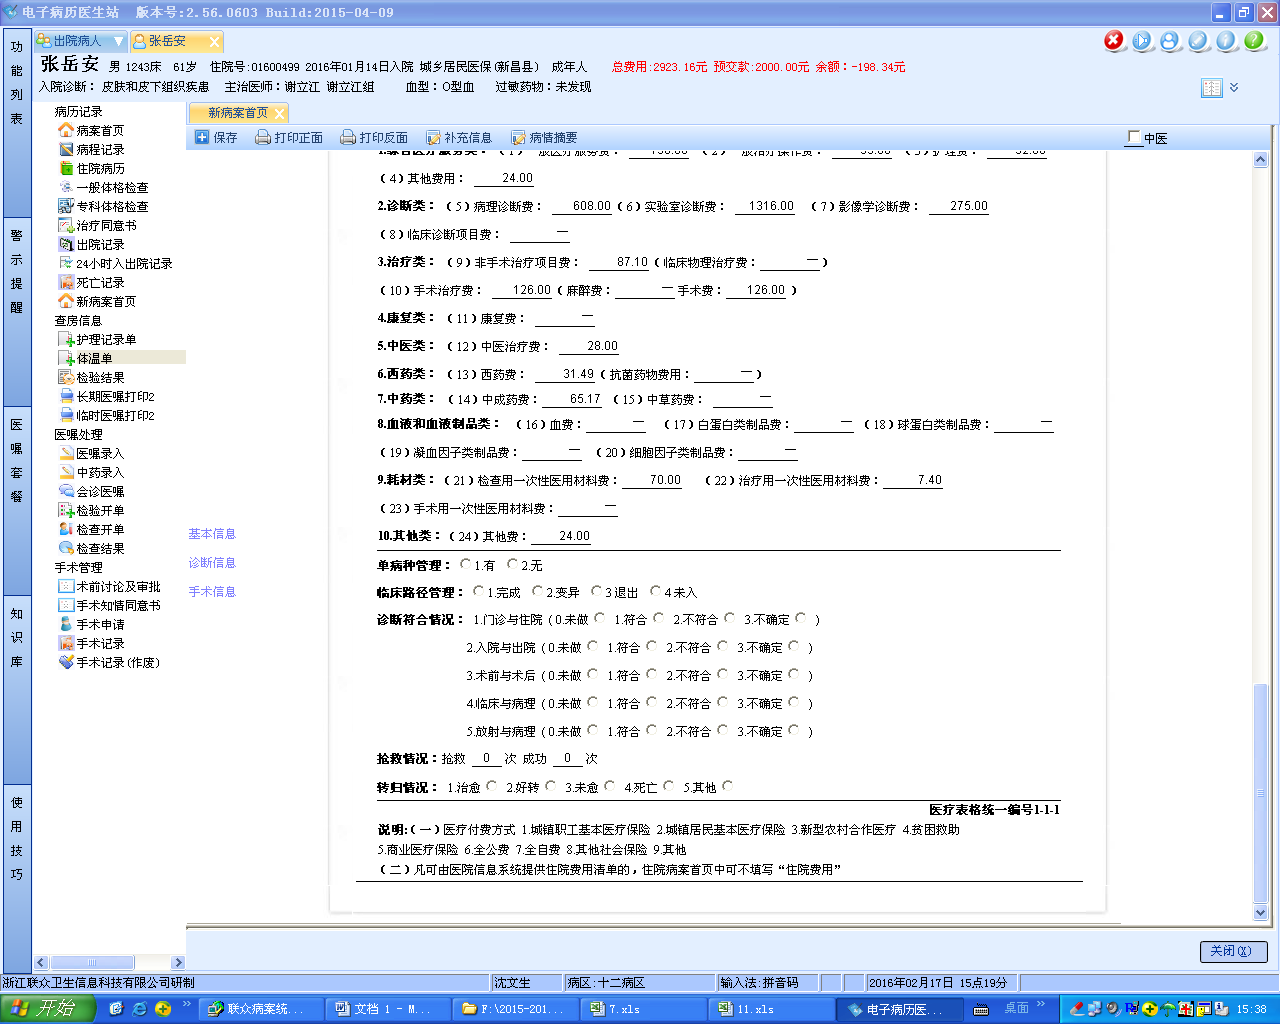 电子病历医生站 版本号:2.56.0603 Build:2015-04-09
功能列表
警示提醒
医嘱套餐
知识库
使用技巧
出院病人
张岳安
张岳安 男 1243床 61岁 住院号:01600499 2016年01月14日入院 城乡居民医保(新昌县) 成年人 总费用:2923.16元 预交款:2000.00元 余额：-198.34元
入院诊断： 皮肤和皮下组织疾患 主治医师：谢立江 谢立江组 血型：O型血 过敏药物：未发现
病历记录
病案首页
病程记录
住院病历
一般体格检查
专科体格检查
治疗同意书
出院记录
24小时入出院记录
死亡记录
新病案首页
查房信息
护理记录单
体温单
检验结果
长期医嘱打印2
临时医嘱打印2
医嘱处理
医嘱录入
中药录入
会诊医嘱
检验开单
检查开单
检查结果
手术管理
术前讨论及审批
手术知情同意书
手术申请
手术记录
手术记录(作废)
新病案首页
保存 打印正面 打印反面 补充信息 病情摘要 中医
基本信息
诊断信息
手术信息
（4）其他费用： 24.00
2.诊断类：（5）病理诊断费： 608.00（6）实验室诊断费： 1316.00 （7）影像学诊断费： 275.00
（8）临床诊断项目费： —
3.治疗类：（9）非手术治疗项目费： 87.10（临床物理治疗费： —）
（10）手术治疗费： 126.00（麻醉费： — 手术费： 126.00 ）
4.康复类：（11）康复费： —
5.中医类：（12）中医治疗费： 28.00
6.西药类：（13）西药费： 31.49（抗菌药物费用： —）
7.中药类：（14）中成药费： 65.17 （15）中草药费： —
8.血液和血液制品类：（16）血费： — （17）白蛋白类制品费： — （18）球蛋白类制品费： —
（19）凝血因子类制品费： — （20）细胞因子类制品费： —
9.耗材类：（21）检查用一次性医用材料费： 70.00 （22）治疗用一次性医用材料费： 7.40
（23）手术用一次性医用材料费： —
10.其他类：（24）其他费： 24.00
单病种管理： 1.有 2.无
临床路径管理： 1.完成 2.变异 3退出 4未入
诊断符合情况： 1.门诊与住院（0.未做 1.符合 2.不符合 3.不确定 ）
2.入院与出院（0.未做 1.符合 2.不符合 3.不确定 ）
3.术前与术后（0.未做 1.符合 2.不符合 3.不确定 ）
4.临床与病理（0.未做 1.符合 2.不符合 3.不确定 ）
5.放射与病理（0.未做 1.符合 2.不符合 3.不确定 ）
抢救情况：抢救 0 次 成功 0 次
转归情况： 1.治愈 2.好转 3.未愈 4.死亡 5.其他
医疗表格统一编号1-1-1
说明:（一）医疗付费方式 1.城镇职工基本医疗保险 2.城镇居民基本医疗保险 3.新型农村合作医疗 4.贫困救助
5.商业医疗保险 6.全公费 7.全自费 8.其他社会保险 9.其他
（二）凡可由医院信息系统提供住院费用清单的，住院病案首页中可不填写“住院费用”
关闭(X)
浙江联众卫生信息科技有限公司研制 沈文生 病区:十二病区 输入法:拼音码 2016年02月17日 15点19分
开始 联众病案统... 文档 1 - M... F:\2015-201... 7.xls 11.xls 电子病历医... 桌面 15:38